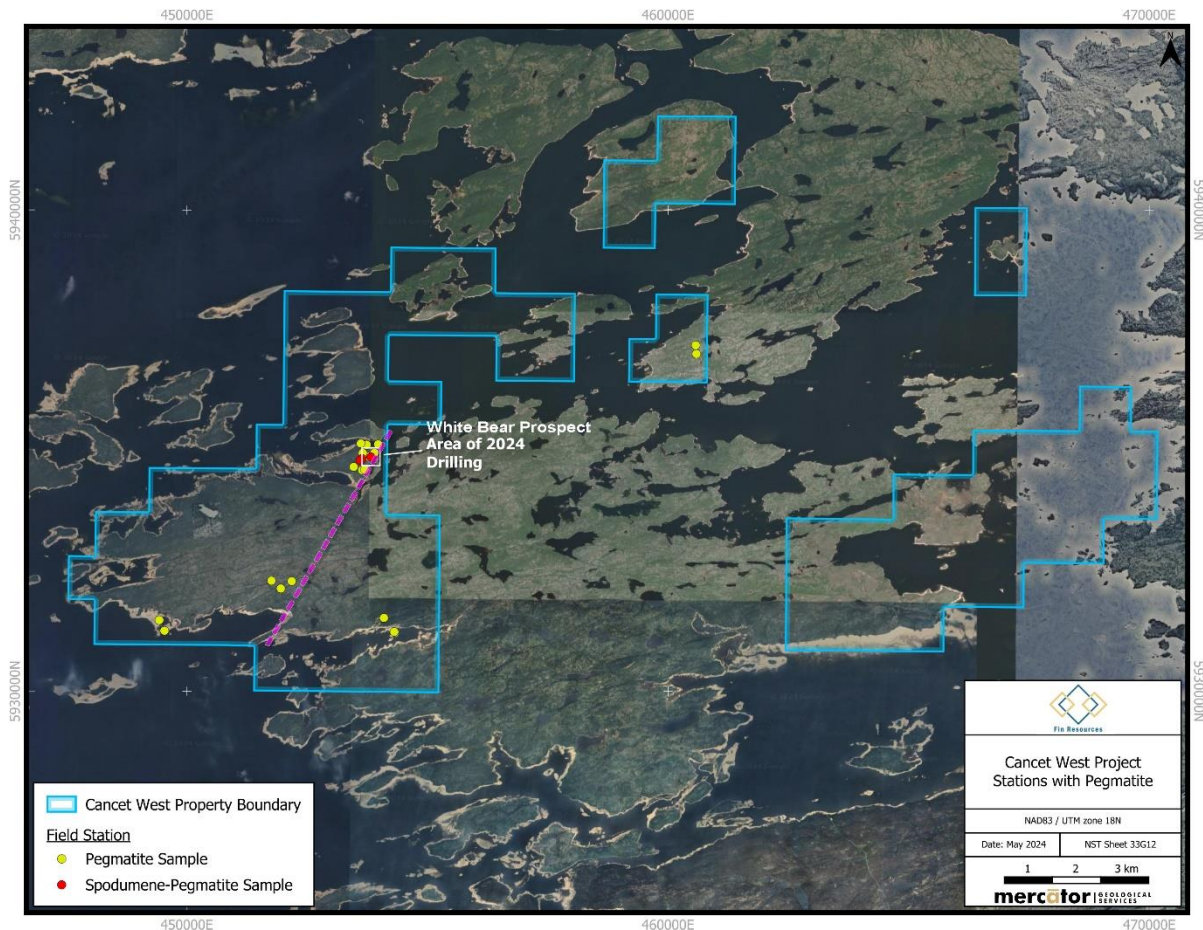 450000E
460000E
470000E
N
5940000N
5940000N
White Bear Prospect
Area of 2024
Drilling
5930000N
5930000N
Fin Resources
Cancet West Project
Stations with Pegmatite
NAD83 / UTM zone 18N
Date: May 2024
NST Sheet 33G12
1 2 3 km
mercator GEOLOGICAL
SERVICES
Cancet West Property Boundary
Field Station
Pegmatite Sample
Spodumene-Pegmatite Sample
450000E
460000E
470000E